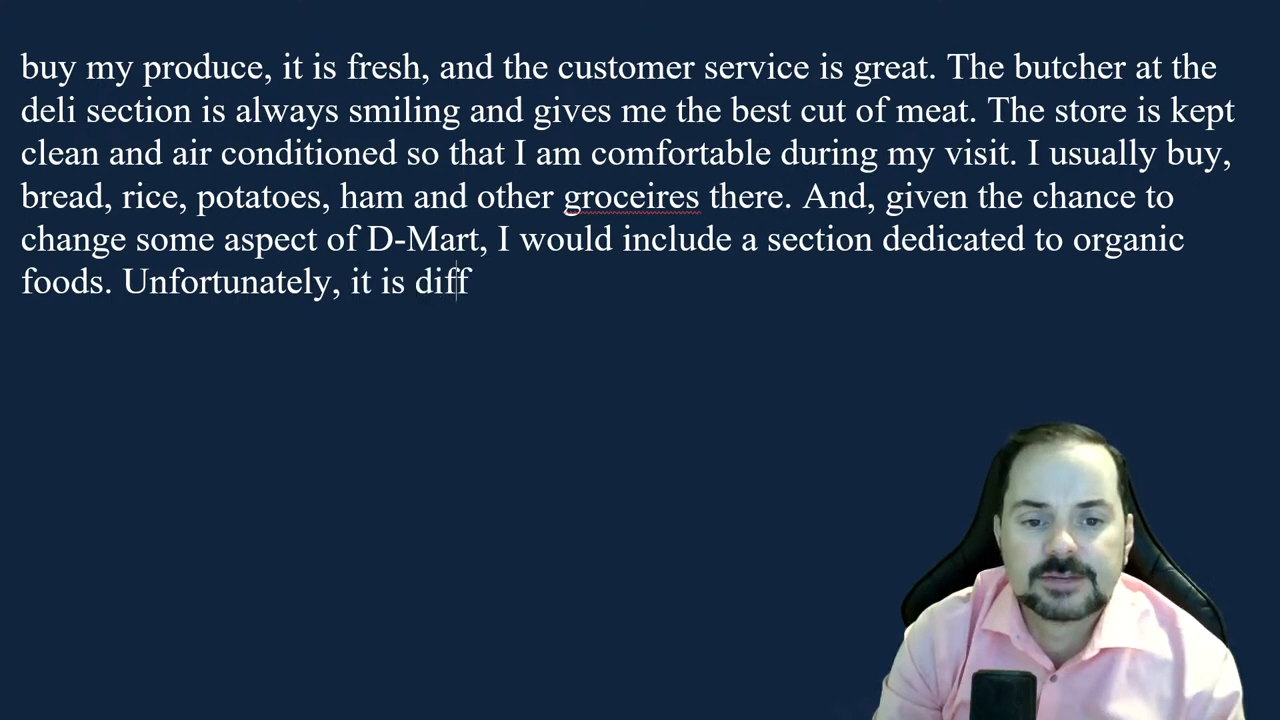 buy my produce, it is fresh, and the customer service is great. The butcher at the
deli section is always smiling and gives me the best cut of meat. The store is kept
clean and air conditioned so that I am comfortable during my visit. I usually buy,
bread, rice, potatoes, ham and other groceires there. And, given the chance to
change some aspect of D-Mart, I would include a section dedicated to organic
foods. Unfortunately, it is diff